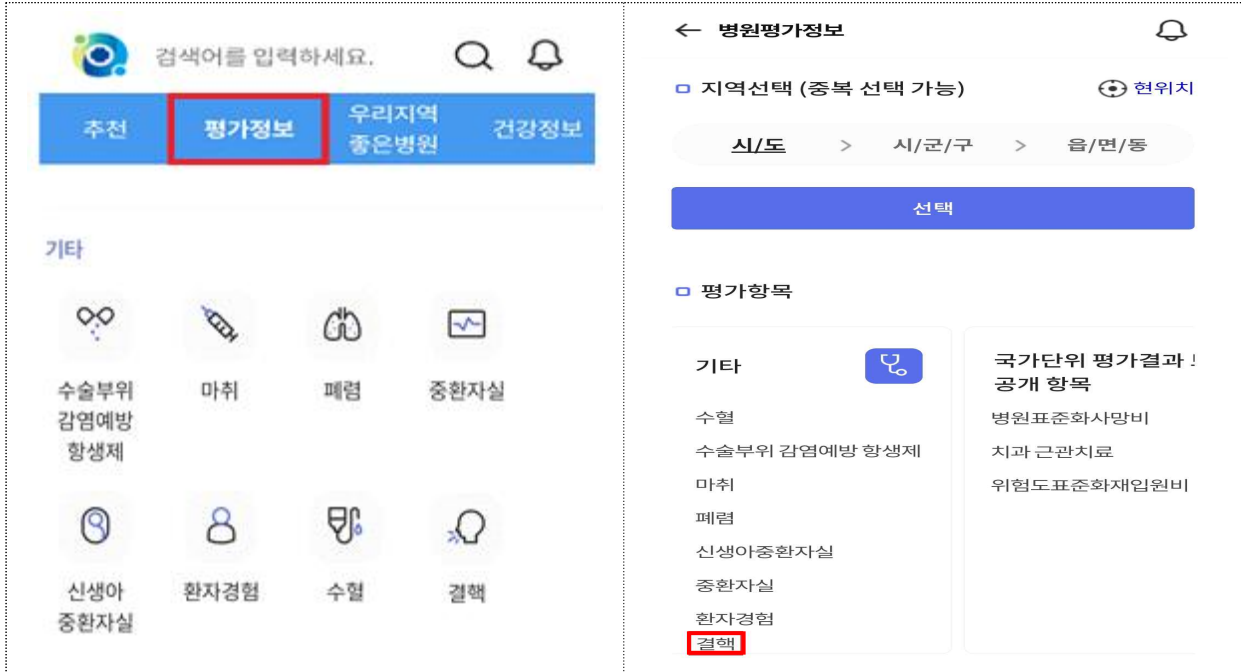 검색어를 입력하세요.
추천
평가정보
우리지역
좋은병원
건강정보
기타
수술부위
감염예방
항생제
마취
폐렴
중환자실
신생아
중환자실
환자경험
수혈
결핵
병원평가정보
지역선택 (중복 선택 가능)
현위치
시/도 > 시/군/구 > 읍/면/동
선택
평가항목
기타
수혈
수술부위 감염예방 항생제
마취
폐렴
신생아중환자실
중환자실
환자경험
결핵
국가단위 평가결과
공개 항목
병원표준화사망비
치과 근관치료
위험도표준화재입원비